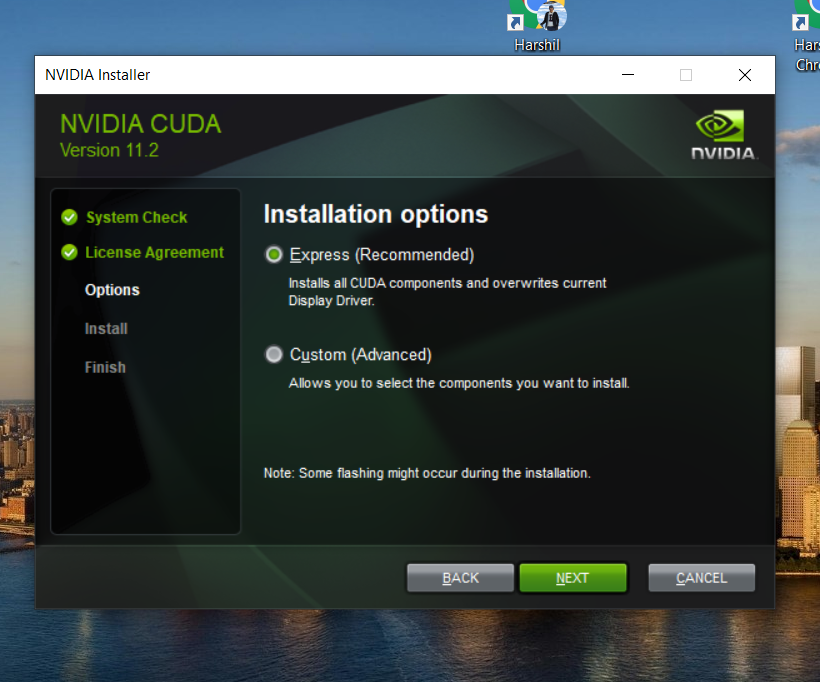 Harshil
Hars
Chro
NVIDIA Installer
NVIDIA CUDA
Version 11.2
NVIDIA.
System Check
License Agreement
Options
Install
Finish
Installation options
Express (Recommended)
Installs all CUDA components and overwrites current
Display Driver.
Custom (Advanced)
Allows you to select the components you want to install.
Note: Some flashing might occur during the installation.
BACK
NEXT
CANCEL